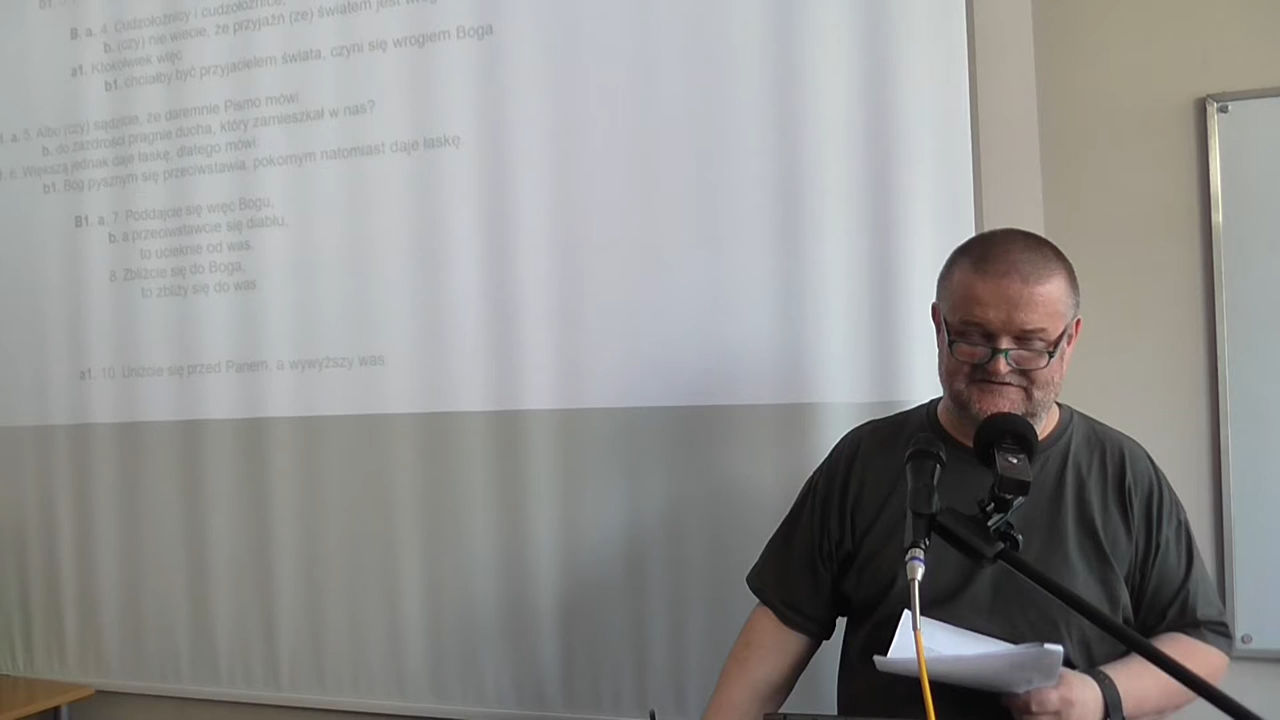 B. a. 4. Cudzołożnicy i cudzołożnice,
b. (czy) nie wiecie, że przyjaźń (ze) światem jest
a1. Ktokolwiek więc
b1. chciałby być przyjacielem świata, czyni się wrogiem Boga.
a. 5. Albo (czy) sądzicie, że daremnie Pismo mówi:
b. do zazdrości pragnie ducha, który zamieszkał w nas?
6. Większą jednak daje łaskę, dlatego mówi:
b1. Bóg pysznym się przeciwstawia, pokornym natomiast daje łaskę.
B1. a. 7. Poddajcie się więc Bogu,
b. a przeciwstawcie się diabłu,
to ucieknie od was.
8. Zbliżcie się do Boga,
to zbliży się do was.
a1. 10. Uniżcie się przed Panem, a wywyższy was.